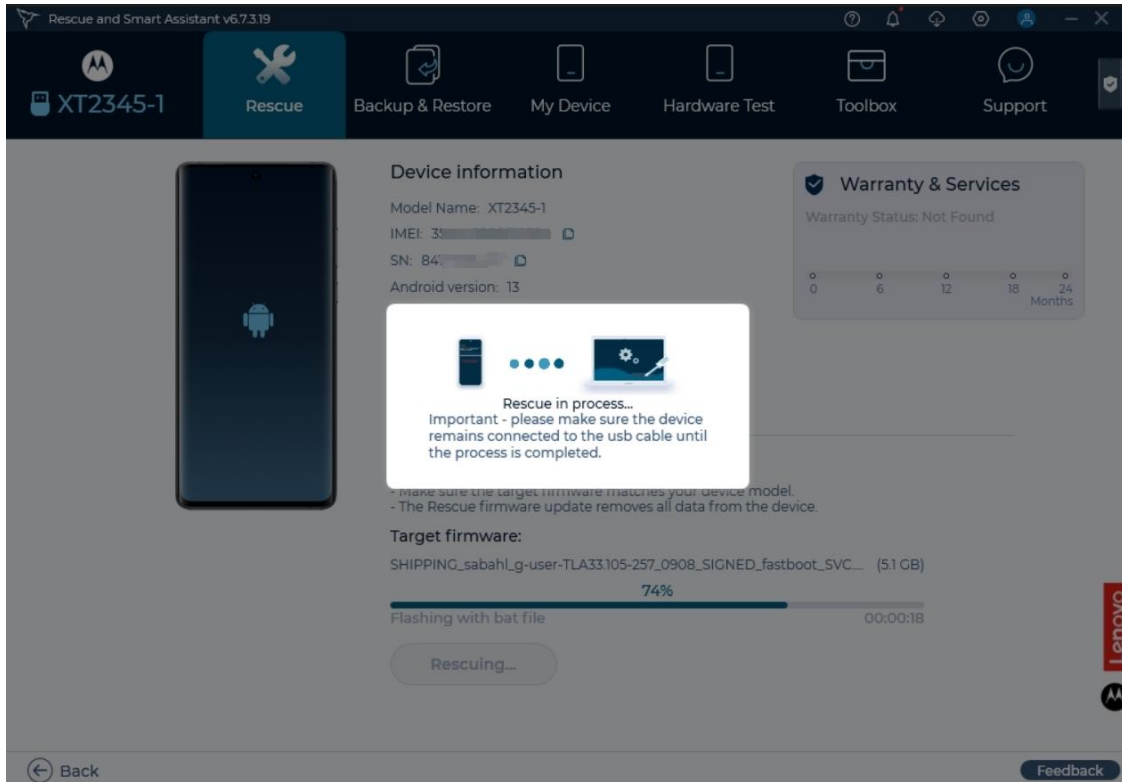 Rescue and Smart Assistant v6.7.3.19
XT2345-1
Rescue
Backup & Restore
My Device
Hardware Test
Toolbox
Support
Device information
Model Name: XT2345-1
IMEI: 3
SN: 84
Android version: 13
Warranty & Services
Warranty Status: Not Found
0 6 12 18 24
Months
Rescue in process...
Important - please make sure the device
remains connected to the usb cable until
the process is completed.
- Make sure the target firmware matches your device model.
- The Rescue firmware update removes all data from the device.
Target firmware:
SHIPPING_sabahl_g-user-TLA33.105-257_0908_SIGNED_fastboot_SVC.... (5.1 GB)
74%
Flashing with bat file 00:00:18
Rescuing...
Lenovo
Back
Feedback